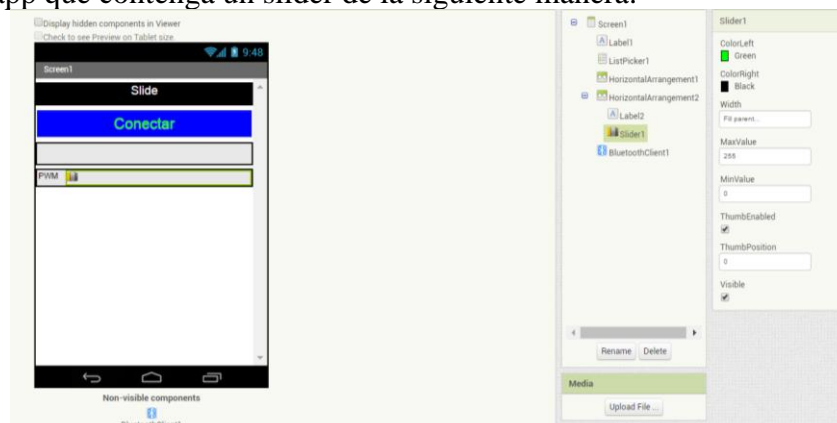 app que contenga un slider de la siguiente manera:
Display hidden components in Viewer
Check to see Preview on Tablet size.
9:48
Screen1
Slide
Conectar
PWM
Non-visible components
BluetoothClient1
Screen1
Label1
ListPicker1
HorizontalArrangement1
HorizontalArrangement2
Label2
Slider1
BluetoothClient1
Rename Delete
Media
Upload File ...
Slider1
ColorLeft
Green
ColorRight
Black
Width
Fill parent...
MaxValue
255
MinValue
0
ThumbEnabled
ThumbPosition
0
Visible